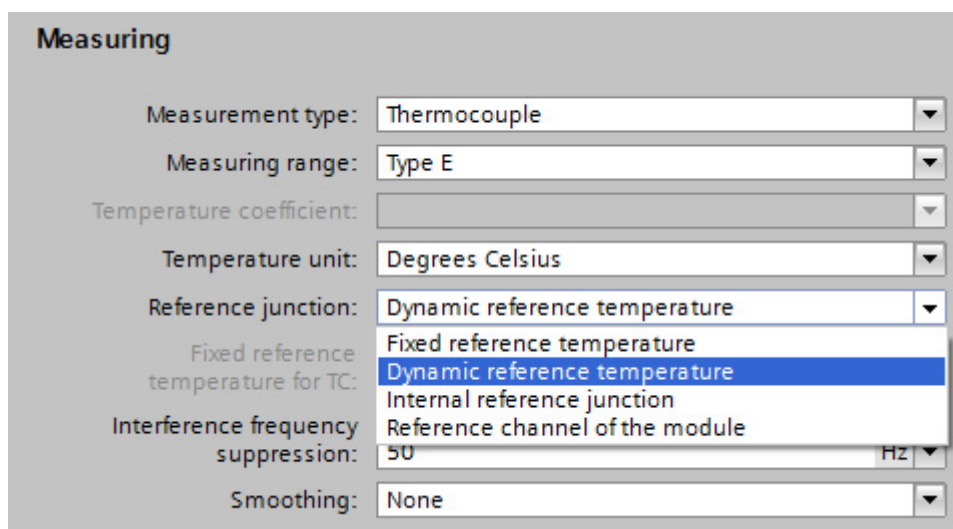 Measuring
Measurement type: Thermocouple
Measuring range: Type E
Temperature coefficient:
Temperature unit: Degrees Celsius
Reference junction: Dynamic reference temperature
Fixed reference temperature
Fixed reference
Dynamic reference temperature
temperature for TC:
Internal reference junction
Interference frequency
Reference channel of the module
suppression: 50 Hz
Smoothing: None